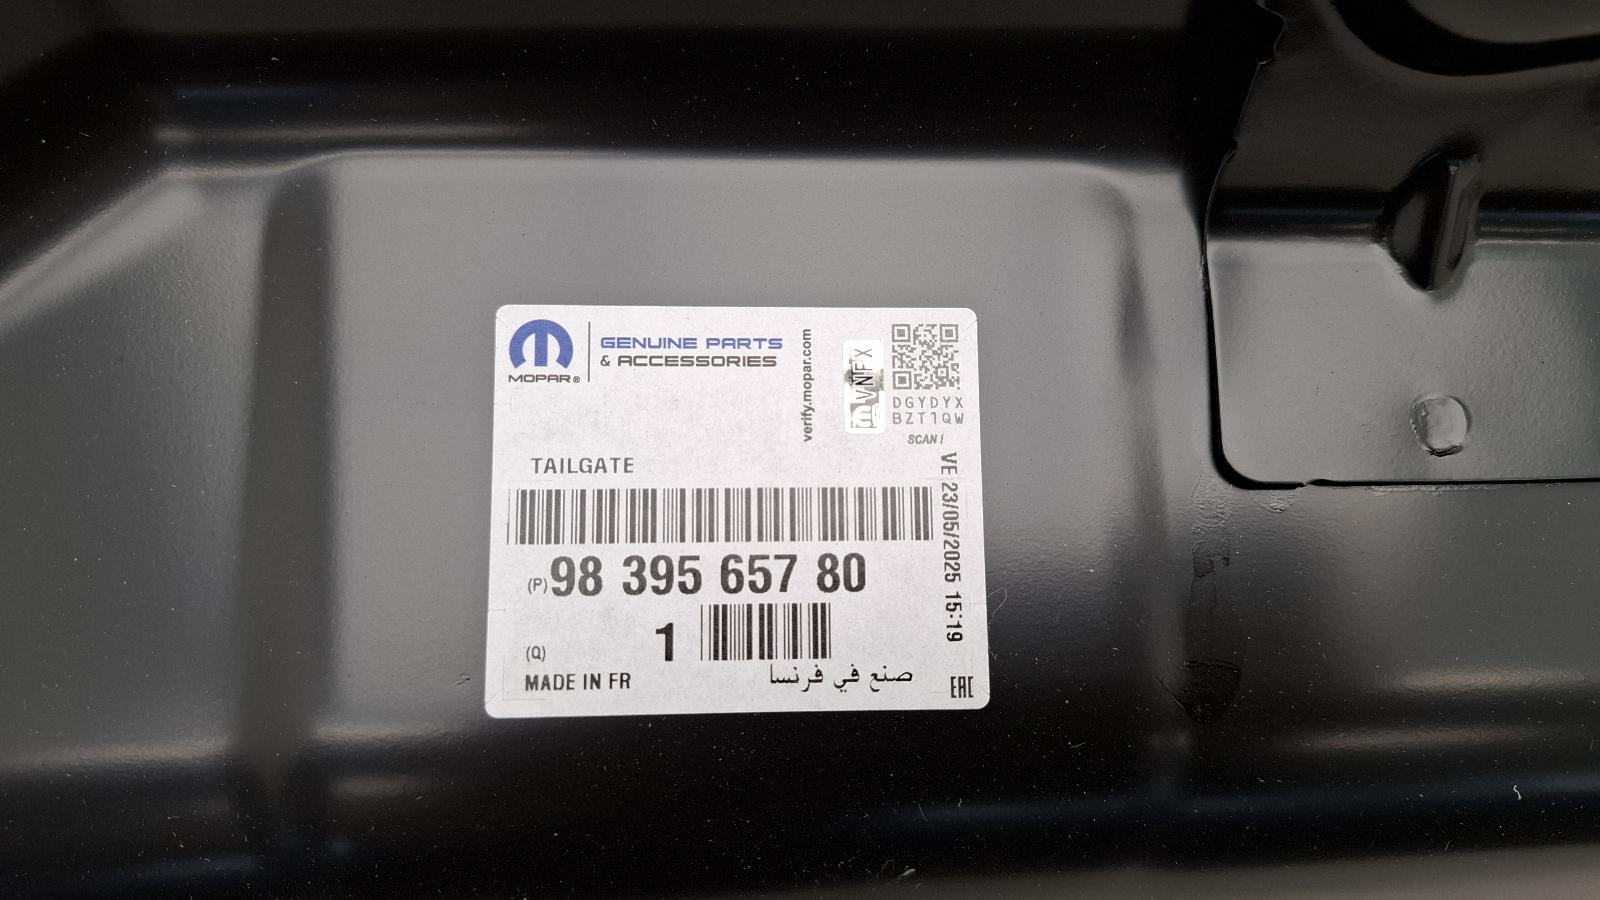 MOPAR®
GENUINE PARTS
& ACCESSORIES
verify.mopar.com
VNFX
DGYDYX
BZT1QW
SCAN!
TAILGATE
VE 23/05/2025 15:19
(P) 98 395 657 80
(Q) 1
MADE IN FR
صنع في فرنسا
EAC